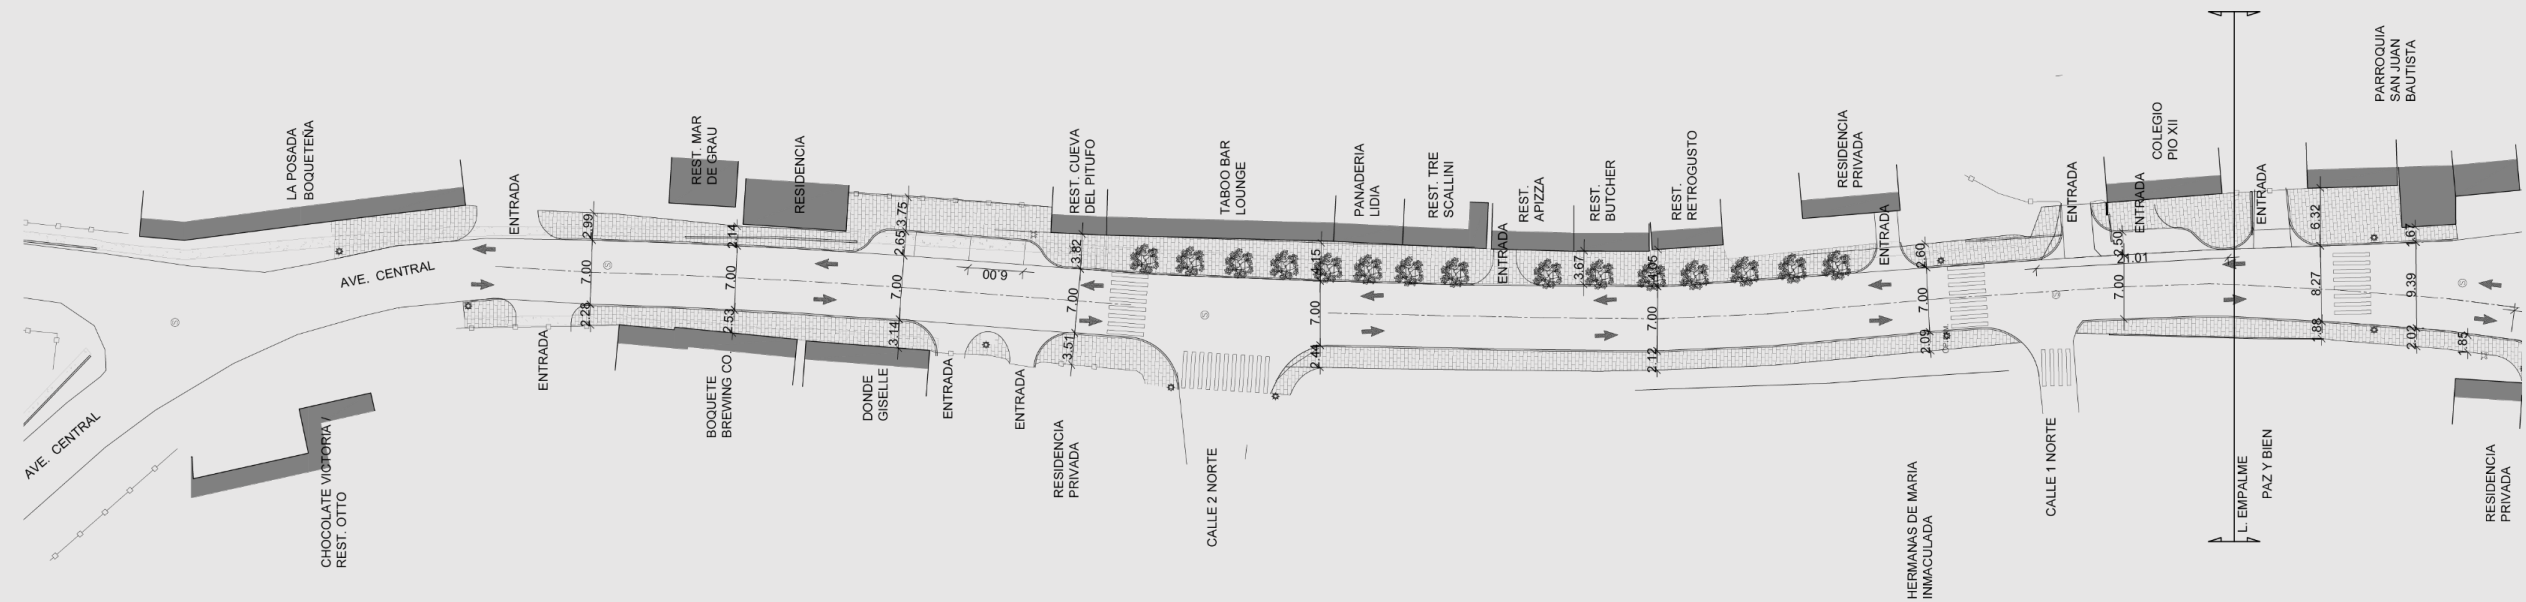 LA POSADA
BOQUETEÑA
ENTRADA
REST. MAR
DE GRAU
RESIDENCIA
REST. CUEVA
DEL PITUFO
TABOO BAR
LOUNGE
PANADERIA
LIDIA
REST. TRE
SCALLINI
ENTRADA
REST.
APIZZA
REST.
BUTCHER
REST.
RETROGUSTO
RESIDENCIA
PRIVADA
ENTRADA
ENTRADA
ENTRADA
COLEGIO
PIO XII
ENTRADA
PARROQUIA
SAN JUAN
BAUTISTA
2.99
7.00
2.28
2.14
7.00
2.53
3.75
2.65
7.00
3.14
6.00
3.82
7.00
3.51
4.15
7.00
2.44
3.67
4.05
7.00
2.12
2.60
7.00
2.09
2.50
7.00
21.01
6.32
8.27
1.88
1.67
9.39
2.02
1.85
AVE. CENTRAL
AVE. CENTRAL
CHOCOLATE VICTORIA /
REST. OTTO
ENTRADA
BOQUETE
BREWING CO.
DONDE
GISELLE
ENTRADA
ENTRADA
RESIDENCIA
PRIVADA
CALLE 2 NORTE
HERMANAS DE MARIA
INMACULADA
CALLE 1 NORTE
L. EMPALME
PAZ Y BIEN
RESIDENCIA
PRIVADA